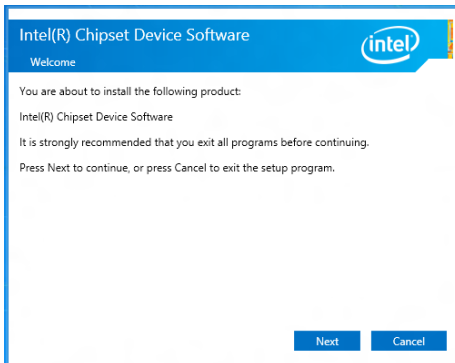 Intel(R) Chipset Device Software
intel
Welcome
You are about to install the following product:
Intel(R) Chipset Device Software
It is strongly recommended that you exit all programs before continuing.
Press Next to continue, or press Cancel to exit the setup program.
Next
Cancel